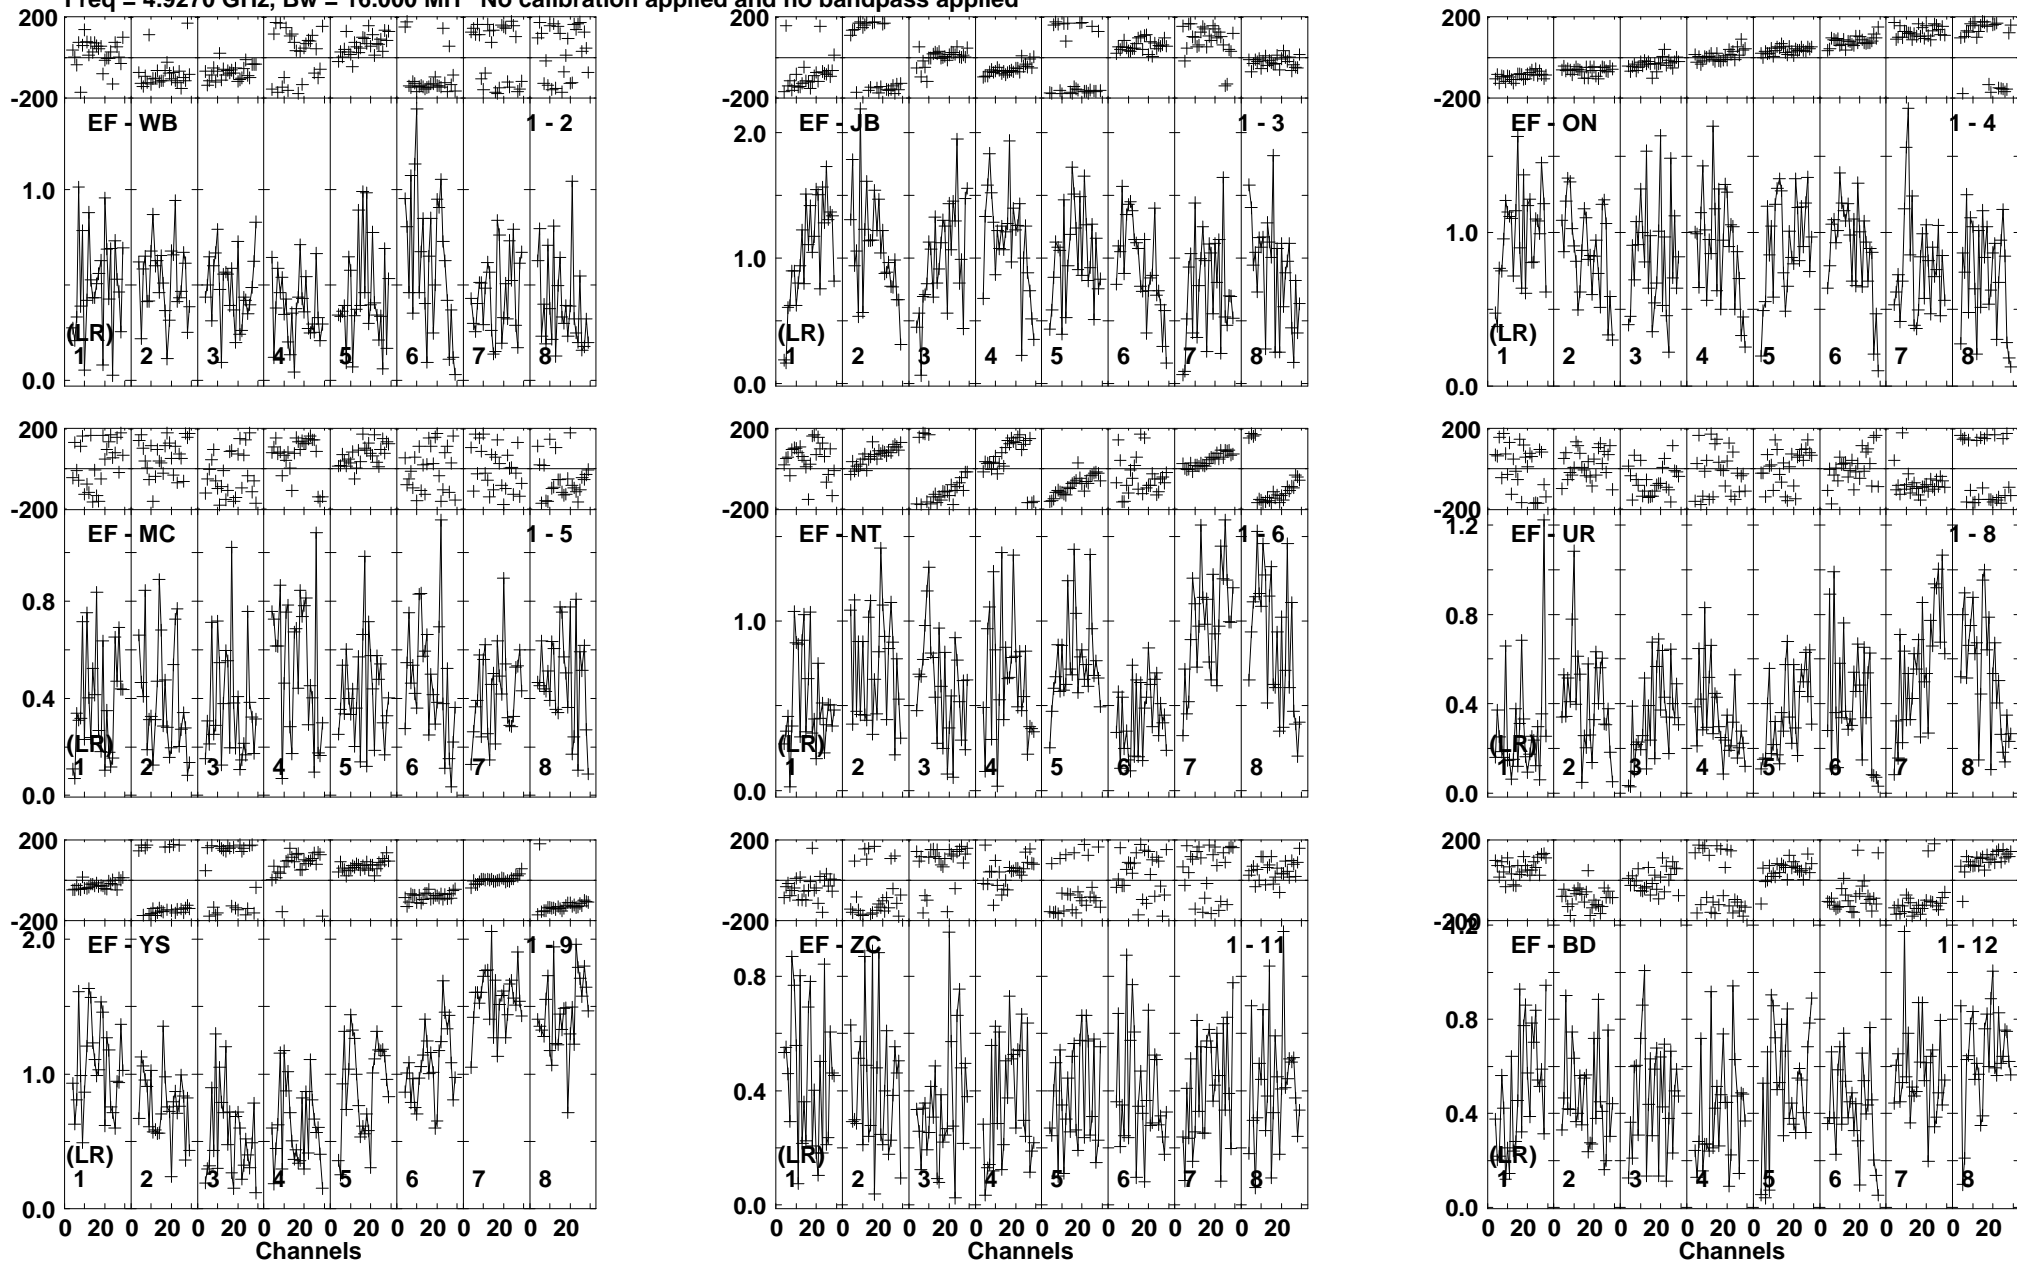 Freq = 4.9270 GHz, Bw = 16.000 MH No calibration applied and no bandpass applied
200 200 200
-200 -200 -200
EF - WB 1 - 2 EF - JB 1 - 3 EF - ON 1 - 4
2.0
1.0 1.0 1.0
(LR) (LR)
1 2 3 4 5 6 7 8 1 2 3 4 5 6 7 8 1 2 3 4 5 6 7 8
0.0 0.0 0.0
200 200 200
-200 -200 -200
EF - MC 1 - 5 EF - NT 1 - 6 EF - UR 1 - 8
1.2
0.8 1.0 0.8
0.4 0.4
(LR) (LR) (LR)
1 2 3 4 5 6 7 8 1 2 3 4 5 6 7 8 1 2 3 4 5 6 7 8
0.0 0.0 0.0
200 200 200
-200 -200 -200
2.0 1.2
EF - YS 1 - 9 EF - ZC 1 - 11 EF - BD 1 - 12
0.8 0.8
1.0
0.4 0.4
(LR) (LR) (LR)
1 2 3 4 5 6 7 8 1 2 3 4 5 6 7 8 1 2 3 4 5 6 7 8
0.0 0.0 0.0
0 20 0 20 0 20 0 20 0 20 0 20 0 20 0 20 0 20 0 20 0 20 0 20 0 20 0 20 0 20 0 20 0 20 0 20 0 20 0 20 0 20 0 20 0 20 0 20
Channels Channels Channels